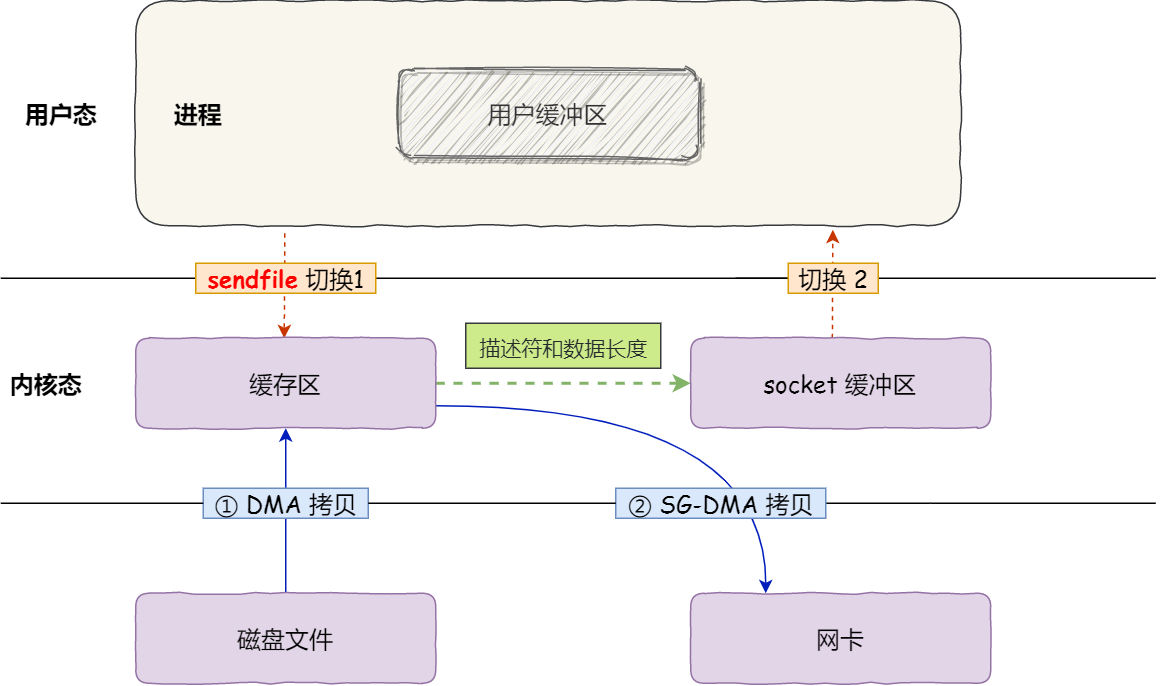 用户态
进程
用户缓冲区
sendfile 切换1
切换 2
描述符和数据长度
内核态
缓存区
socket 缓冲区
① DMA 拷贝
② SG-DMA 拷贝
磁盘文件
网卡